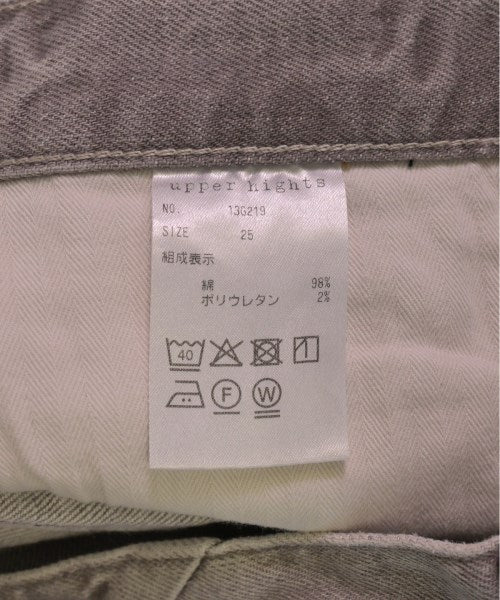 upper hights
NO. 13G219
SIZE 25
組成表示
綿 98%
ポリウレタン 2%
40
F W